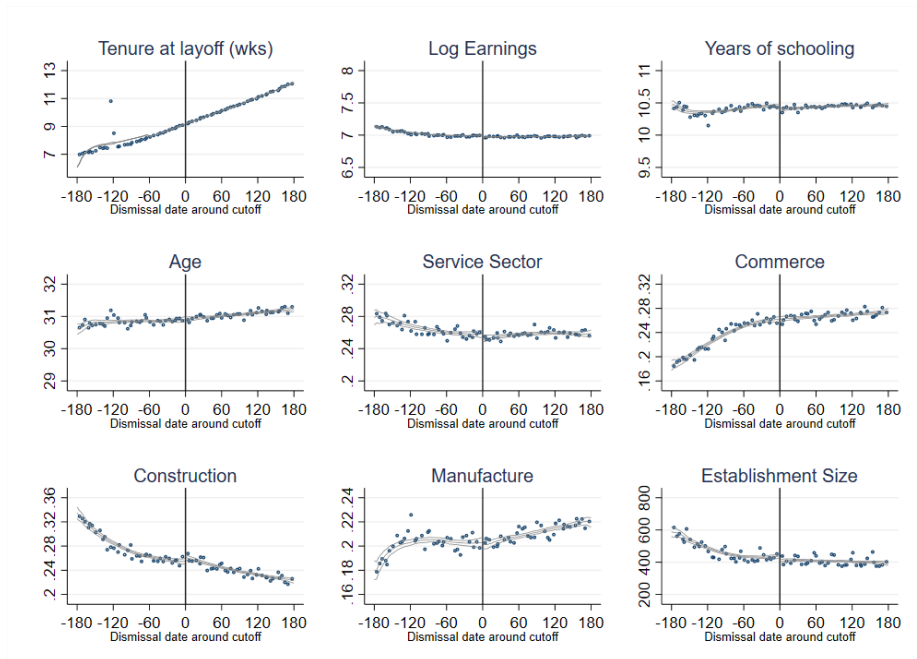 Tenure at layoff (wks)
13
11
9
7
-180 -120 -60 0 60 120 180
Dismissal date around cutoff
Log Earnings
8
7.5
7
6.5
-180 -120 -60 0 60 120 180
Dismissal date around cutoff
Years of schooling
11
10.5
10
9.5
-180 -120 -60 0 60 120 180
Dismissal date around cutoff
Age
32
31
30
29
-180 -120 -60 0 60 120 180
Dismissal date around cutoff
Service Sector
.32
.28
.24
.2
-180 -120 -60 0 60 120 180
Dismissal date around cutoff
Commerce
.32
.28
.24
.2
.16
-180 -120 -60 0 60 120 180
Dismissal date around cutoff
Construction
.36
.32
.28
.24
.2
-180 -120 -60 0 60 120 180
Dismissal date around cutoff
Manufacture
.24
.22
.2
.18
.16
-180 -120 -60 0 60 120 180
Dismissal date around cutoff
Establishment Size
800
600
400
200
-180 -120 -60 0 60 120 180
Dismissal date around cutoff